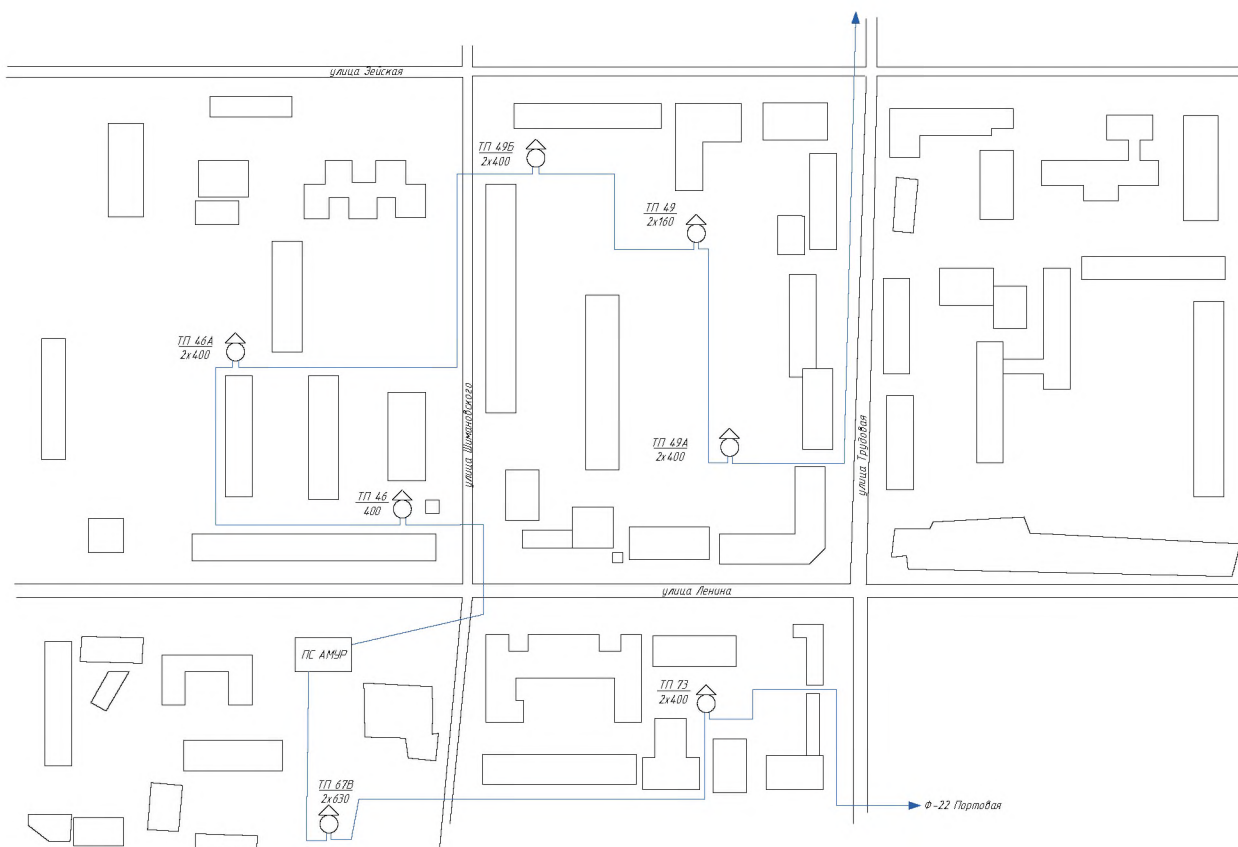 улица Зейская
ТП 49Б
2х400
ТП 49
2х160
ТП 46А
2х400
улица Шимановского
ТП 49А
2х400
улица Трудовая
ТП 46
400
улица Ленина
ПС АМУР
ТП 73
2х400
ТП 67В
2х630
Ф-22 Портовая